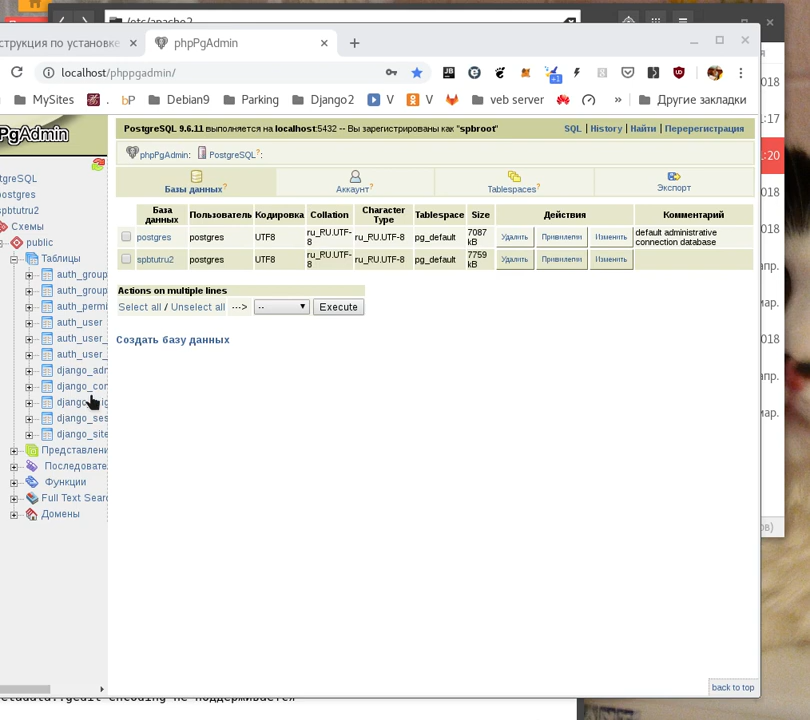 /etc/apache2
струкция по установке
phpPgAdmin
localhost/phppgadmin/
MySites
bP
Debian9
Parking
Django2
V
V
veb server
»
Другие закладки
PgAdmin
PostgreSQL 9.6.11 выполняется на localhost:5432 -- Вы зарегистрированы как "spbroot"
SQL | History | Найти | Перерегистрация
phpPgAdmin: PostgreSQL?:
Базы данных?
Аккаунт?
Tablespaces?
Экспорт
База данных Пользователь Кодировка Collation Character Type Tablespace Size Действия Комментарий
postgres postgres UTF8 ru_RU.UTF-8 ru_RU.UTF-8 pg_default 7087 kB Удалить Привилегии Изменить default administrative connection database
spbtutru2 postgres UTF8 ru_RU.UTF-8 ru_RU.UTF-8 pg_default 7759 kB Удалить Привилегии Изменить
Actions on multiple lines
Select all / Unselect all ---> -- Execute
Создать базу данных
back to top
tgreSQL
postgres
spbtutru2
Схемы
public
Таблицы
auth_group
auth_group
auth_permi
auth_user
auth_user_
auth_user_
django_adn
django_con
django_
django_ses
django_site
Представлени
Последовате
Функции
Full Text Searc
Домены
018
:17
:20
018
018
апр.
мар.
018
апр.
мар.
ов)